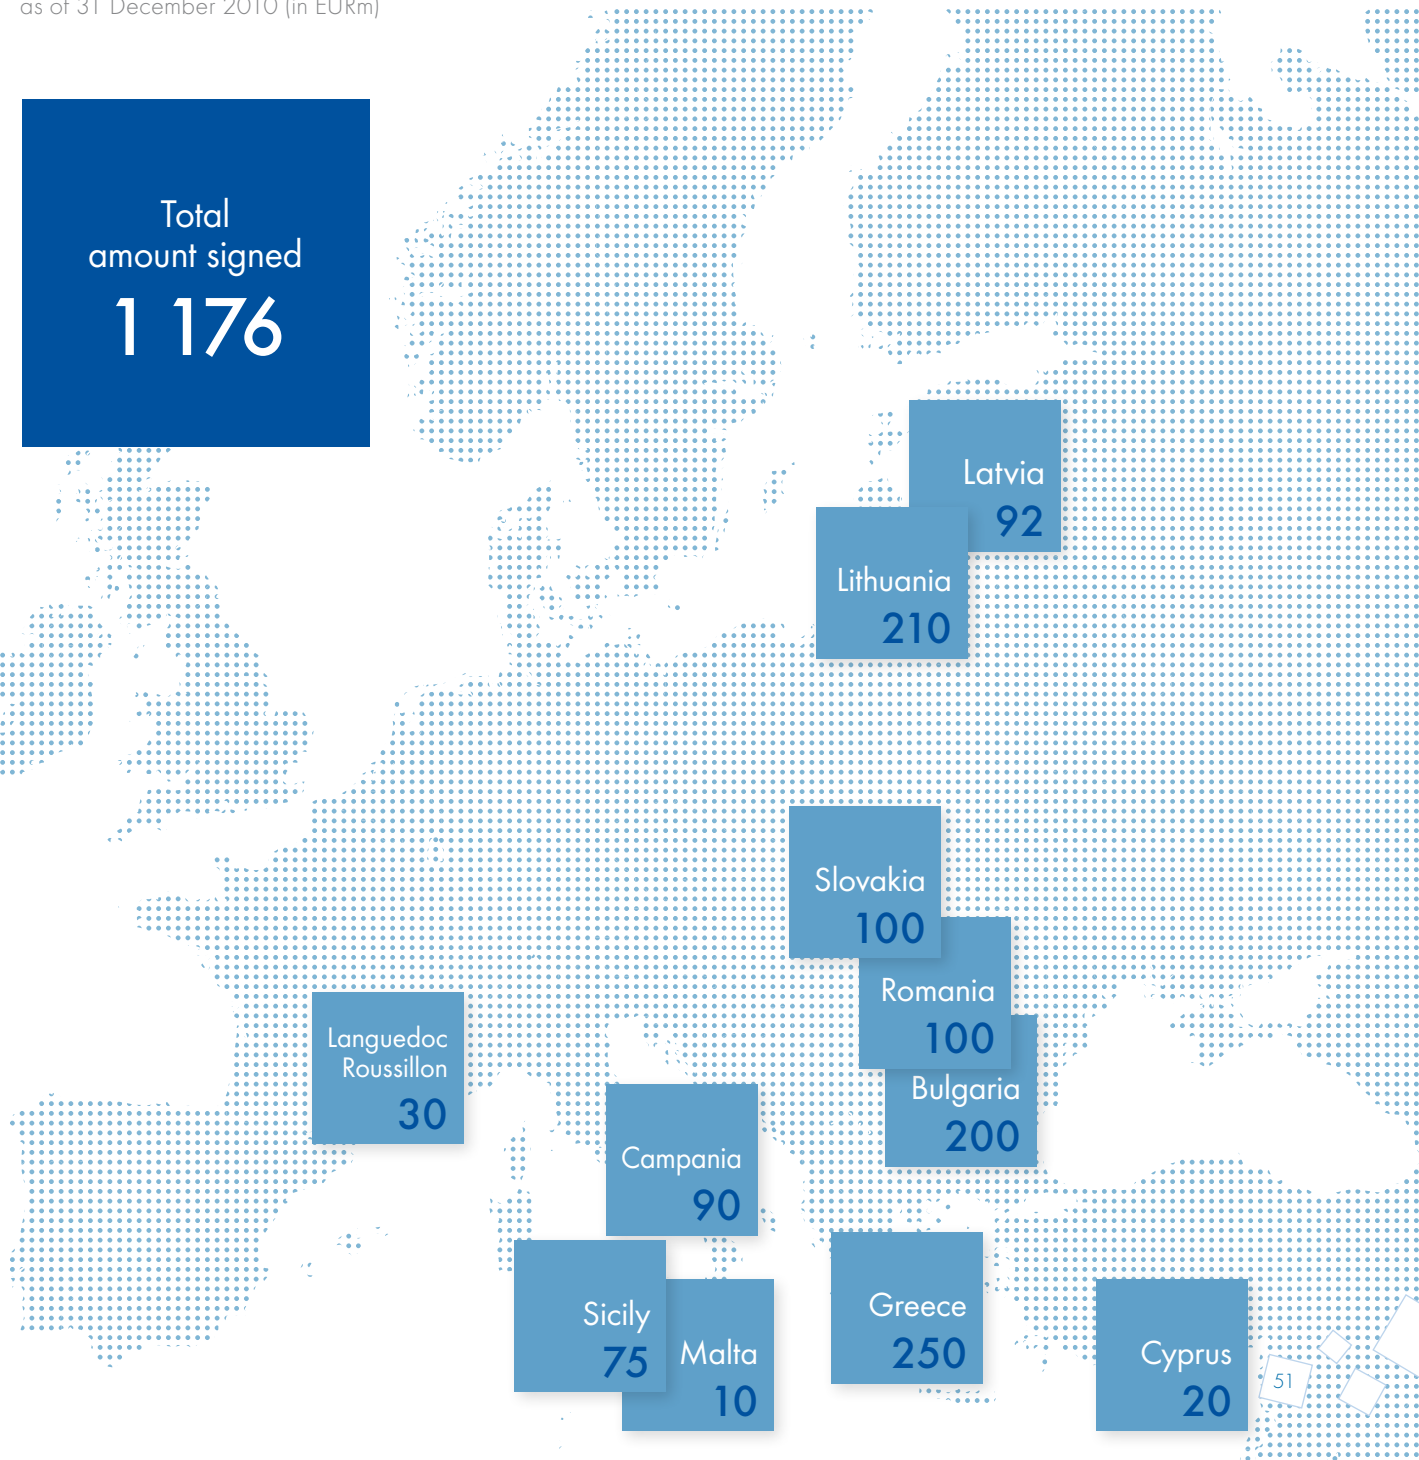 as of 31 December 2010 (in EURm)
Total
amount signed
1 176
Latvia
92
Lithuania
210
Slovakia
100
Romania
100
Bulgaria
200
Languedoc
Roussillon
30
Campania
90
Sicily
75
Malta
10
Greece
250
Cyprus
20
51